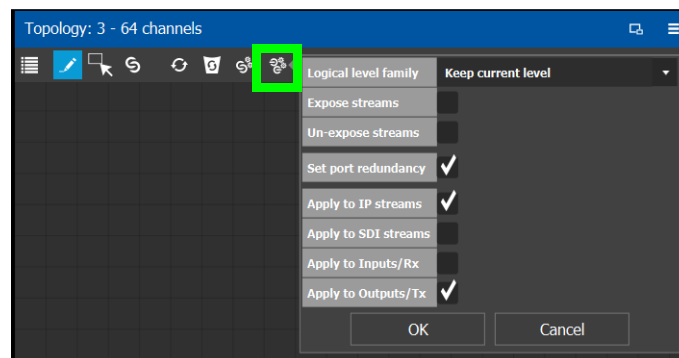 Topology: 3 - 64 channels
Logical level family Keep current level
Expose streams
Un-expose streams
Set port redundancy
Apply to IP streams
Apply to SDI streams
Apply to Inputs/Rx
Apply to Outputs/Tx
OK Cancel